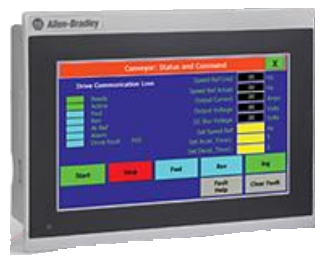 Allen-Bradley
Conveyor: Status and Command
X
Drive Communication Loss
Ready
Active
Fwd
Rev
At Ref
Alarm
Drive Fault
Speed Ref Cmd
Speed Ref Actual
Output Current
Output Voltage
DC Bus Voltage
Set Speed Ref
Hz
Hz
Amps
Volts
Volts
Start
Stop
Fwd
Rev
Jog
Fault
Help
Clear Fault